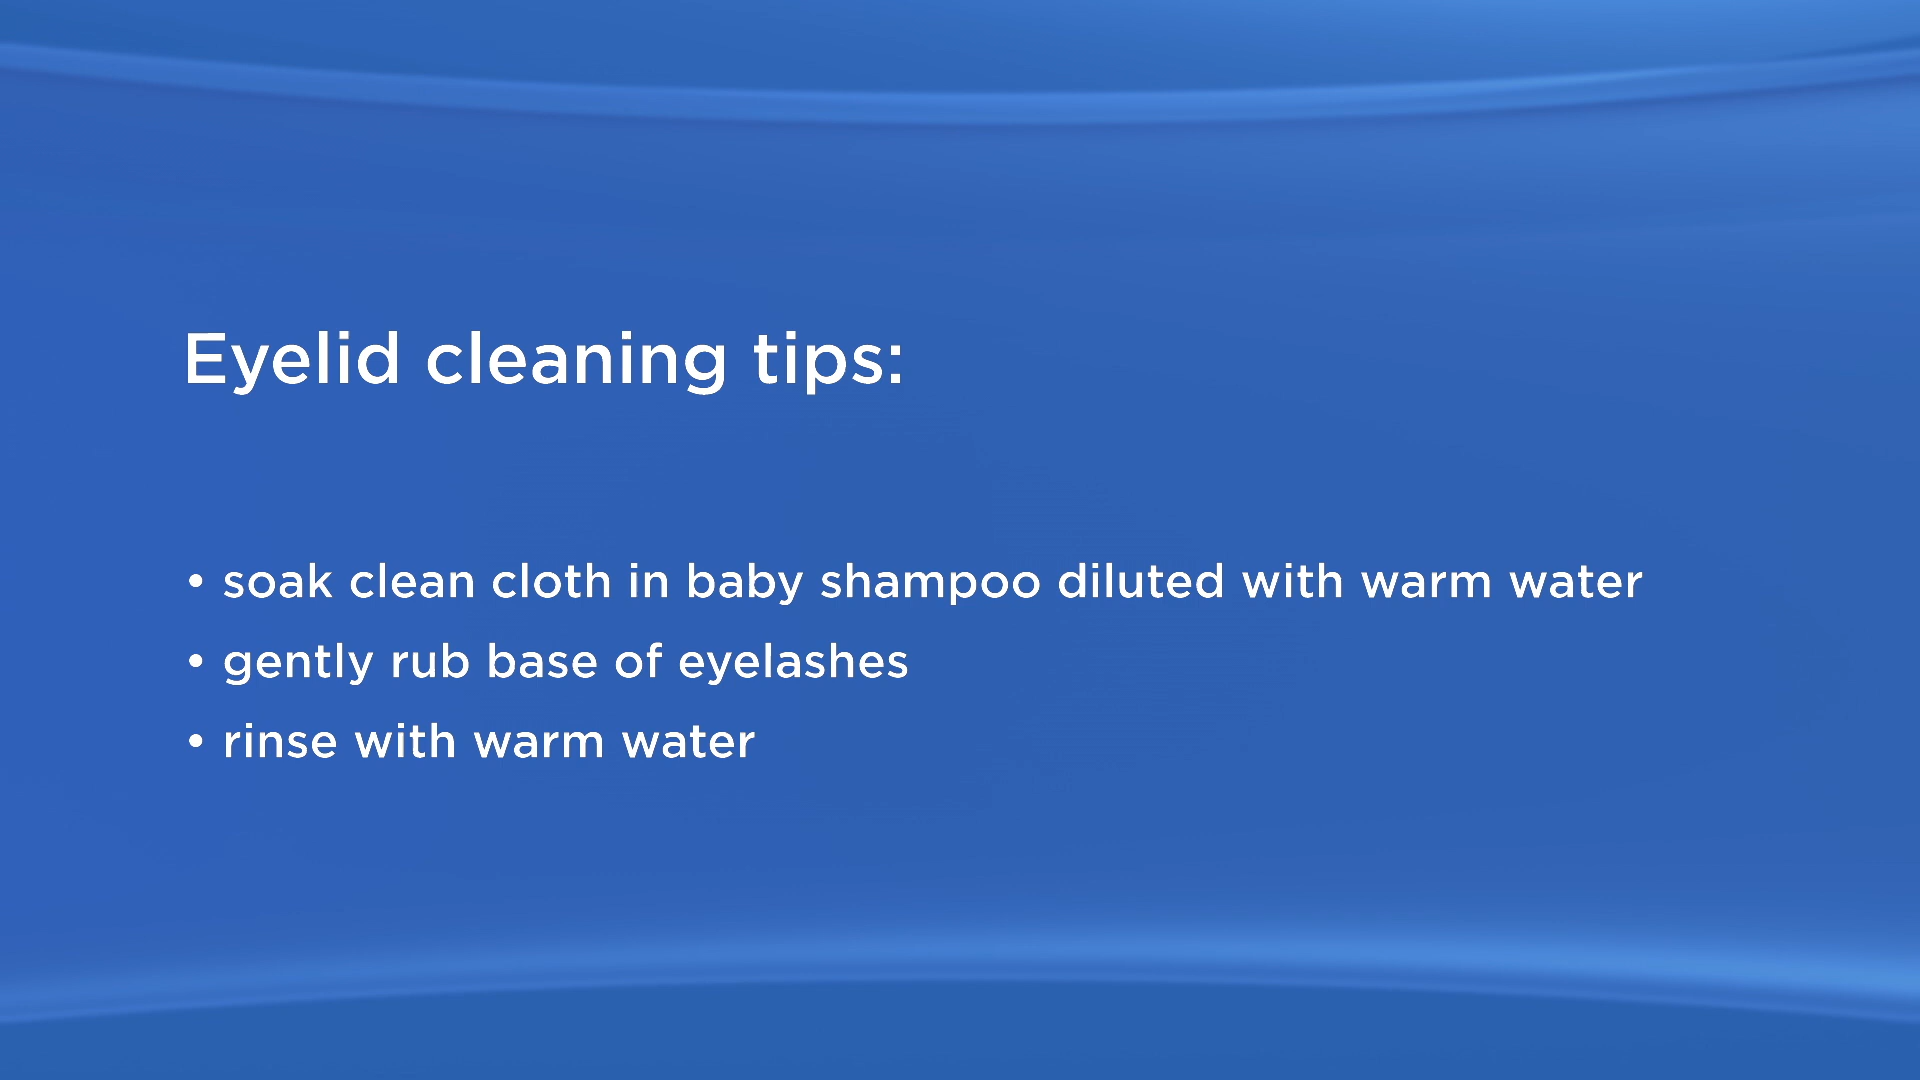 Eyelid cleaning tips:
• soak clean cloth in baby shampoo diluted with warm water
• gently rub base of eyelashes
• rinse with warm water